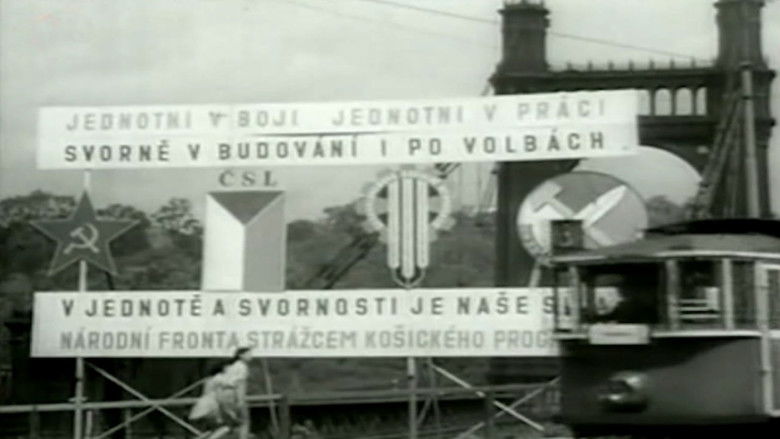 JEDNOTNI V BOJI JEDNOTNI V PRÁCI
SVORNĚ V BUDOVÁNÍ I PO VOLBÁCH
ČSL
V JEDNOTĚ A SVORNOSTI JE NAŠE
NÁRODNÍ FRONTA STRÁŽCEM KOŠICKÉHO